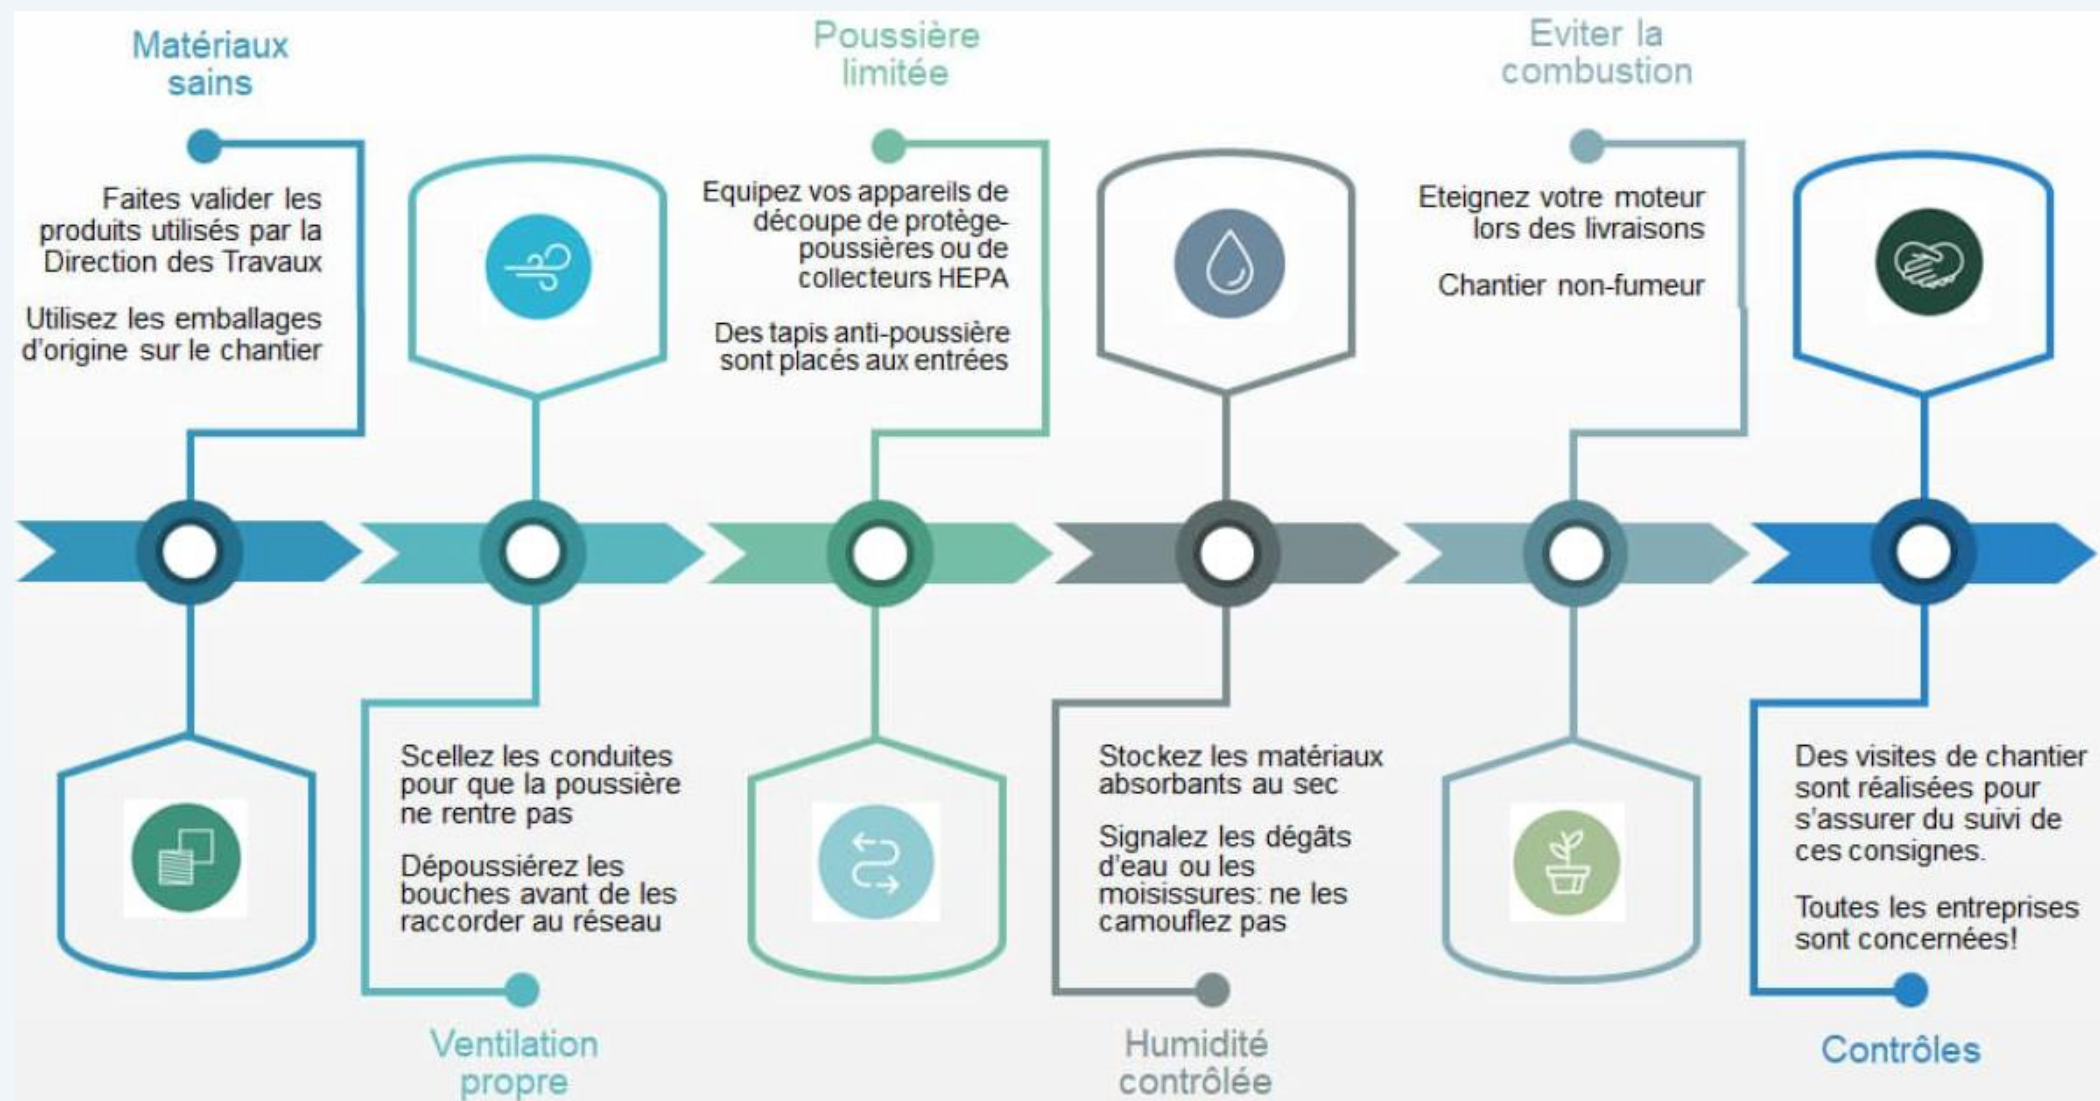 Matériaux
sains
Faites valider les
produits utilisés par la
Direction des Travaux
Utilisez les emballages
d'origine sur le chantier
Scellez les conduites
pour que la poussière
ne rentre pas
Dépoussiérez les
bouches avant de les
raccorder au réseau
Ventilation
propre
Poussière
limitée
Equipez vos appareils de
découpe de protège-
poussières ou de
collecteurs HEPA
Des tapis anti-poussière
sont placés aux entrées
Stockez les matériaux
absorbants au sec
Signalez les dégâts
d'eau ou les
moisissures: ne les
camouflez pas
Humidité
contrôlée
Eviter la
combustion
Eteignez votre moteur
lors des livraisons
Chantier non-fumeur
Des visites de chantier
sont réalisées pour
s'assurer du suivi de
ces consignes.
Toutes les entreprises
sont concernées!
Contrôles